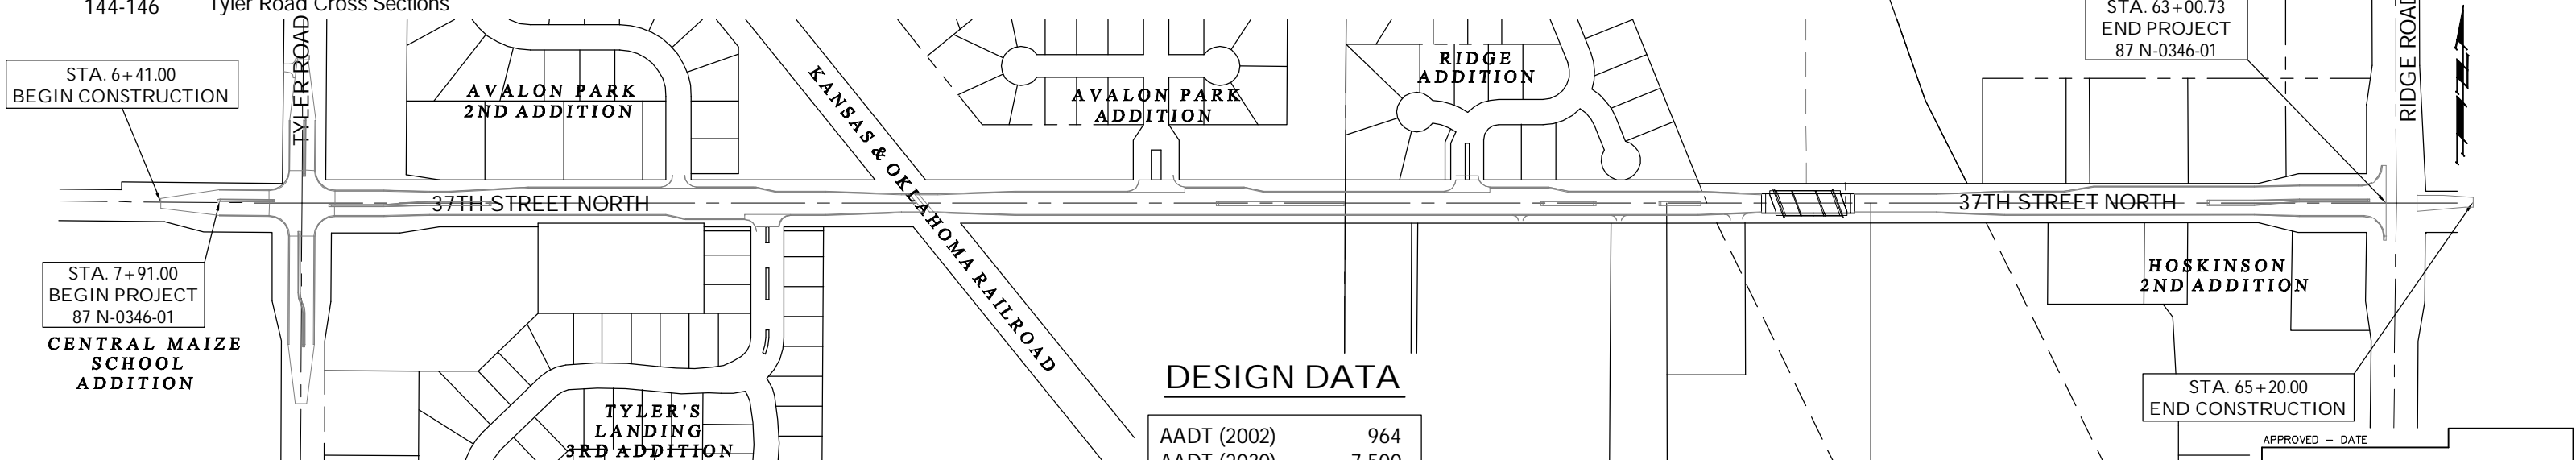 144-146 Tyler Road Cross Sections
STA. 6+41.00
BEGIN CONSTRUCTION
TYLER ROAD
AVALON PARK
2ND ADDITION
KANSAS & OKLAHOMA RAILROAD
AVALON PARK
ADDITION
RIDGE
ADDITION
STA. 63+00.73
END PROJECT
87 N-0346-01
RIDGE ROAD
37TH STREET NORTH
37TH STREET NORTH
STA. 7+91.00
BEGIN PROJECT
87 N-0346-01
CENTRAL MAIZE
SCHOOL
ADDITION
HOSKINSON
2ND ADDITION
TYLER'S
LANDING
3RD ADDITION
DESIGN DATA
AADT (2002) 964
STA. 65+20.00
END CONSTRUCTION
APPROVED – DATE